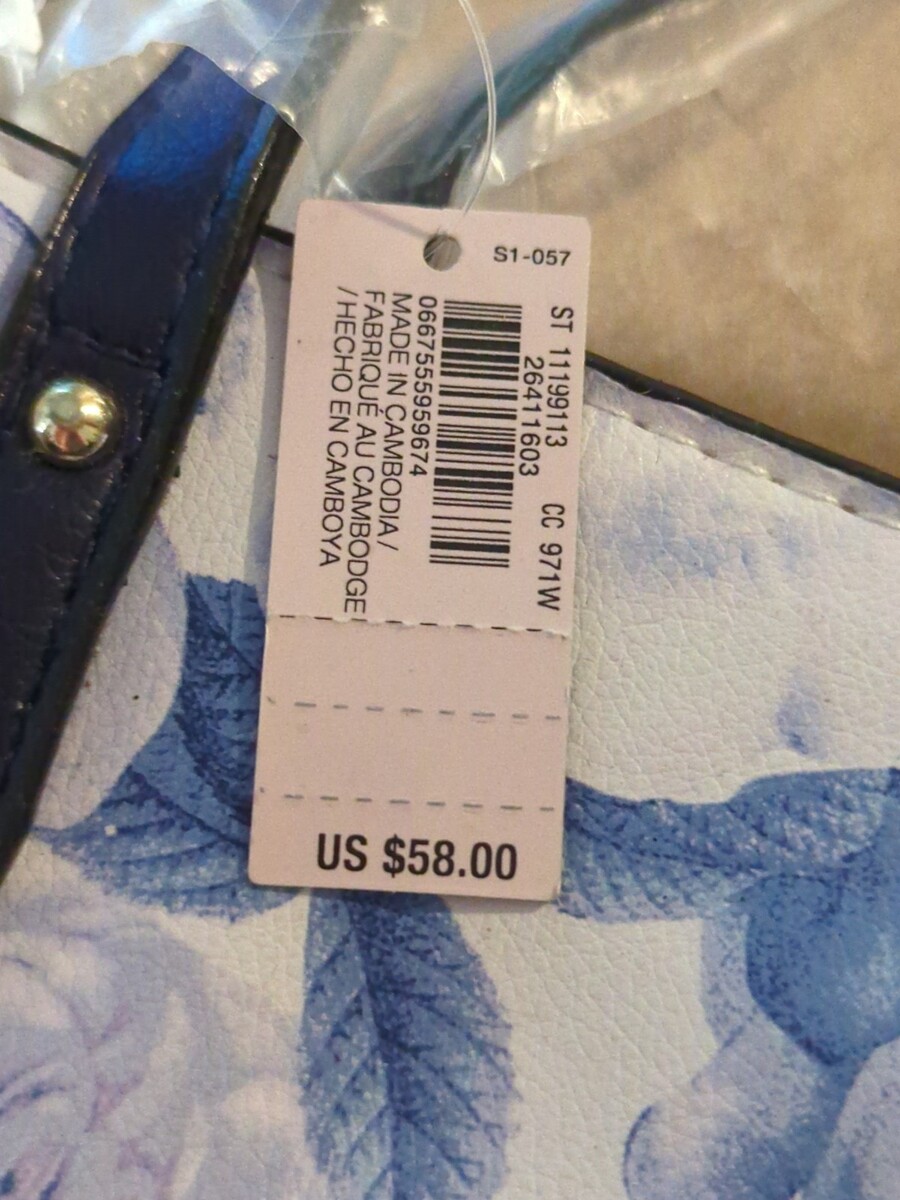 S1-057
ST 11199113 CC 971W
26411603
0667555959674
MADE IN CAMBODIA/
FABRIQUÉ AU CAMBODGE
/HECHO EN CAMBOYA
US $58.00